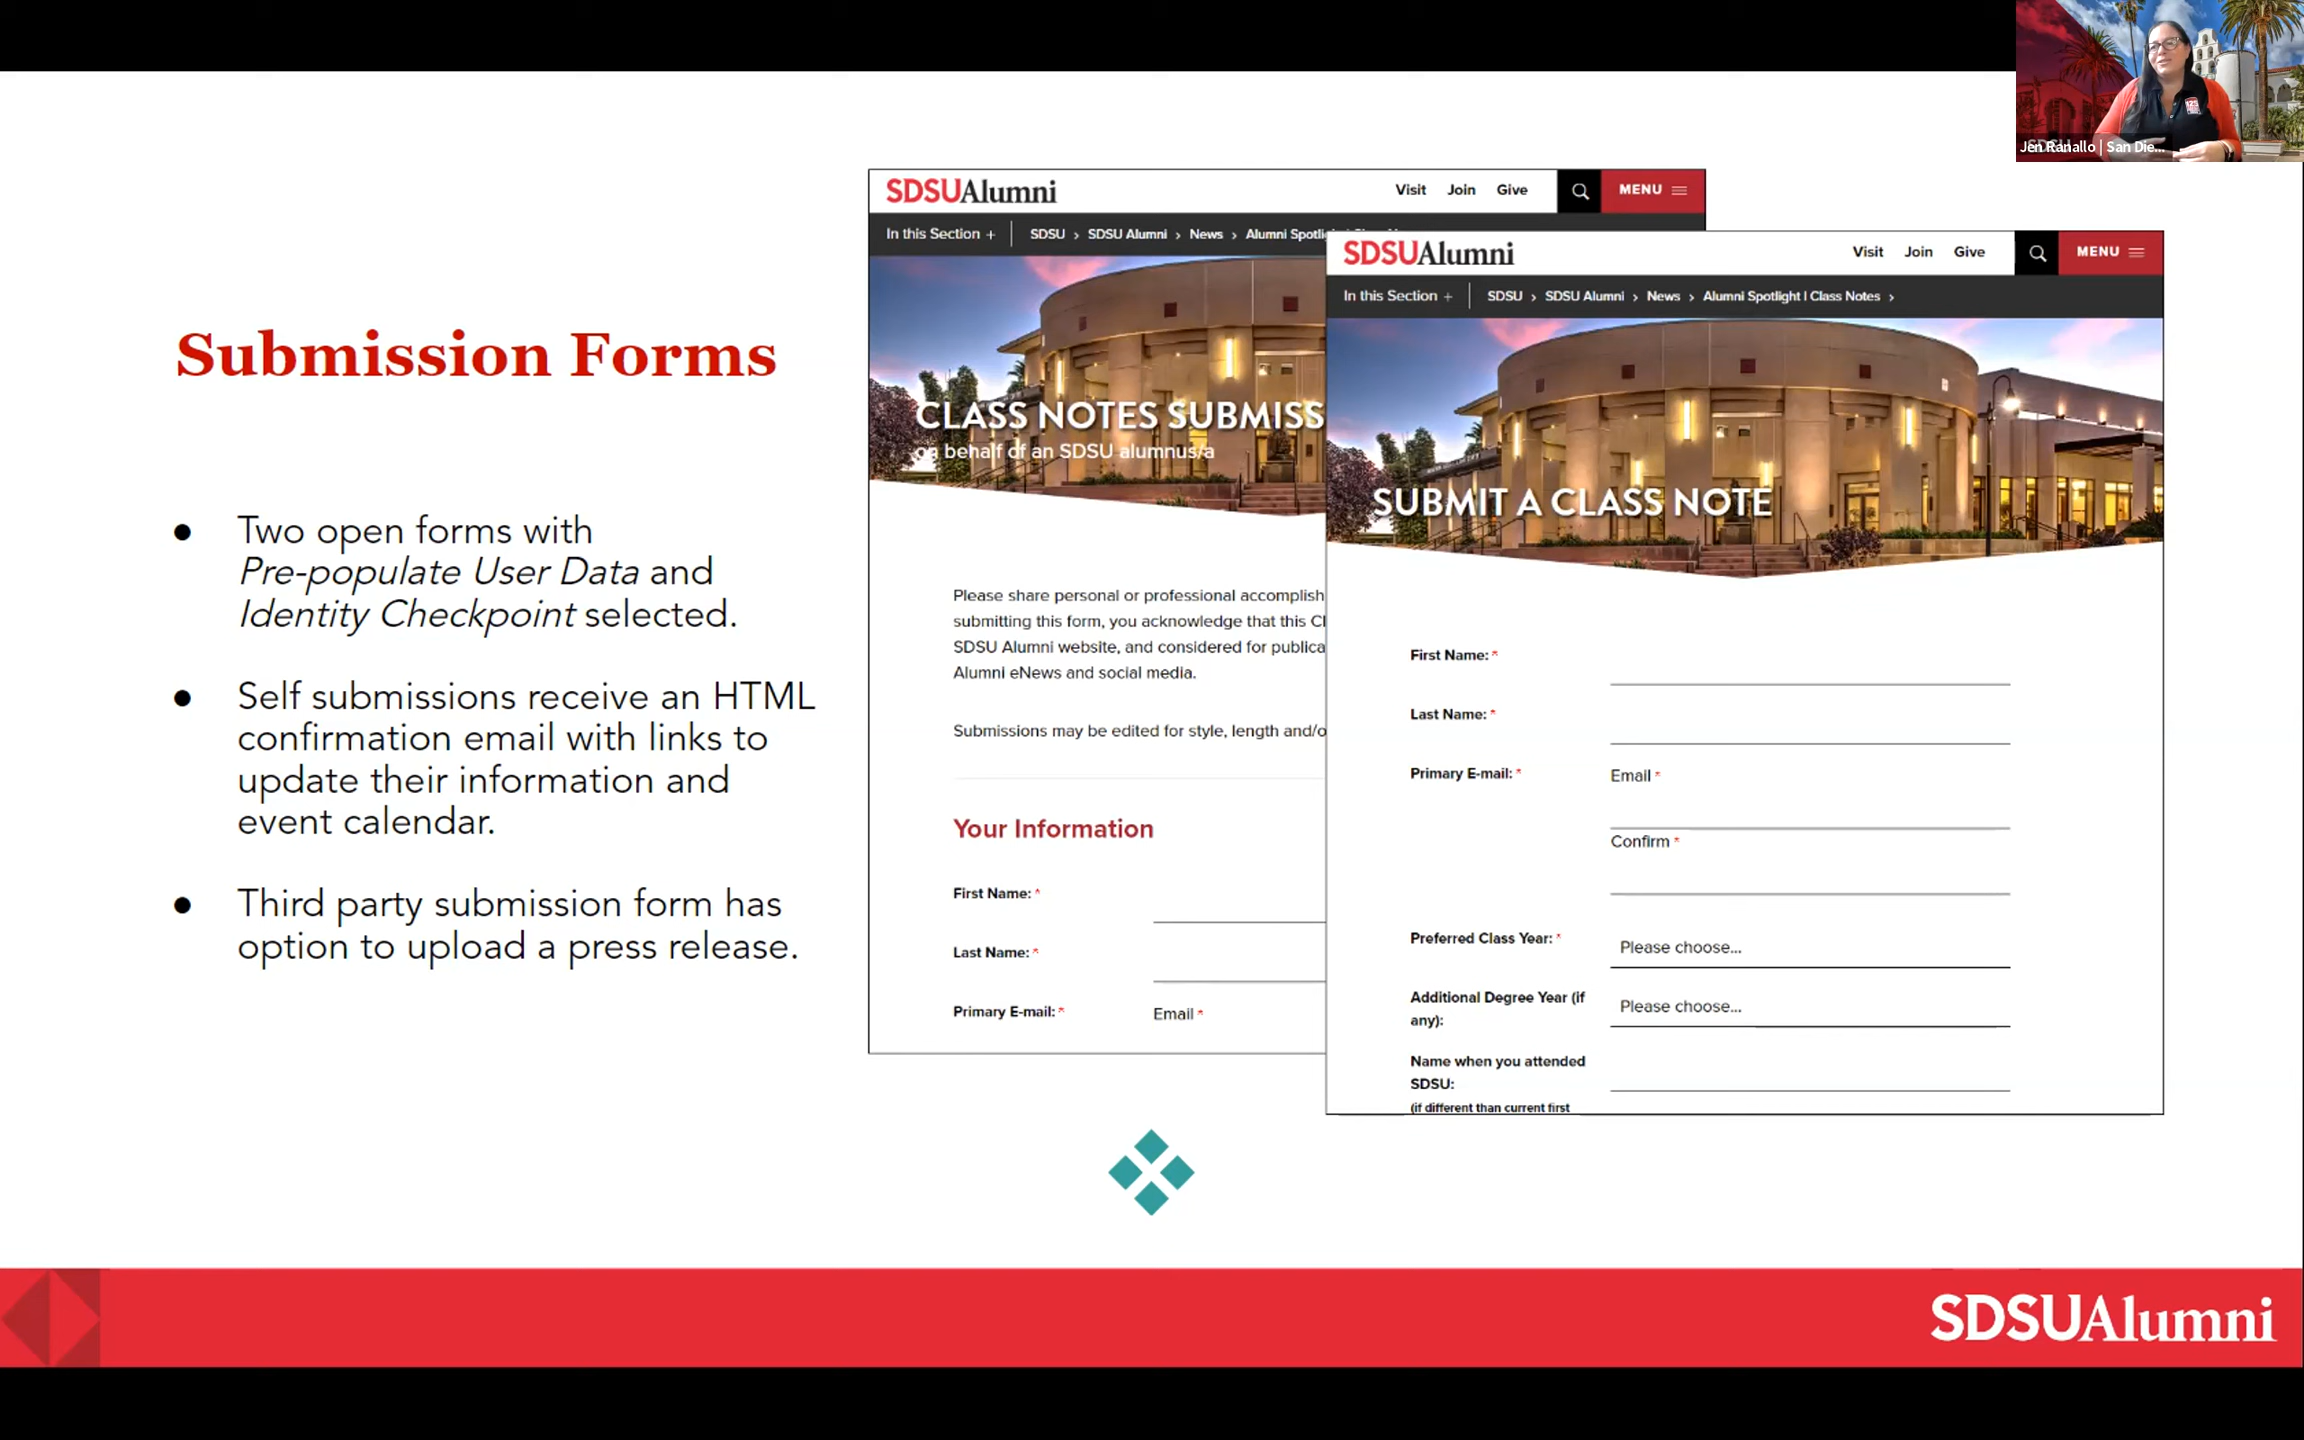 Jen Ranallo | San Die...
Submission Forms
● Two open forms with
Pre-populate User Data and
Identity Checkpoint selected.
● Self submissions receive an HTML
confirmation email with links to
update their information and
event calendar.
● Third party submission form has
option to upload a press release.
SDSUAlumni
Visit Join Give MENU
In this Section + SDSU › SDSU Alumni › News › Alumni
CLASS NOTES SUBMISS
on behalf of an SDSU alumnus/a
Please share personal or professional accomplish
submitting this form, you acknowledge that this Cl
SDSU Alumni website, and considered for publica
Alumni eNews and social media.
Submissions may be edited for style, length and/o
Your Information
First Name: *
Last Name: *
Primary E-mail: * Email *
SDSUAlumni
Visit Join Give MENU
In this Section + SDSU › SDSU Alumni › News › Alumni Spotlight | Class Notes ›
SUBMIT A CLASS NOTE
First Name: *
Last Name: *
Primary E-mail: * Email *
Confirm *
Preferred Class Year: * Please choose...
Additional Degree Year (if
any): Please choose...
Name when you attended
SDSU:
(if different than current first
SDSUAlumni